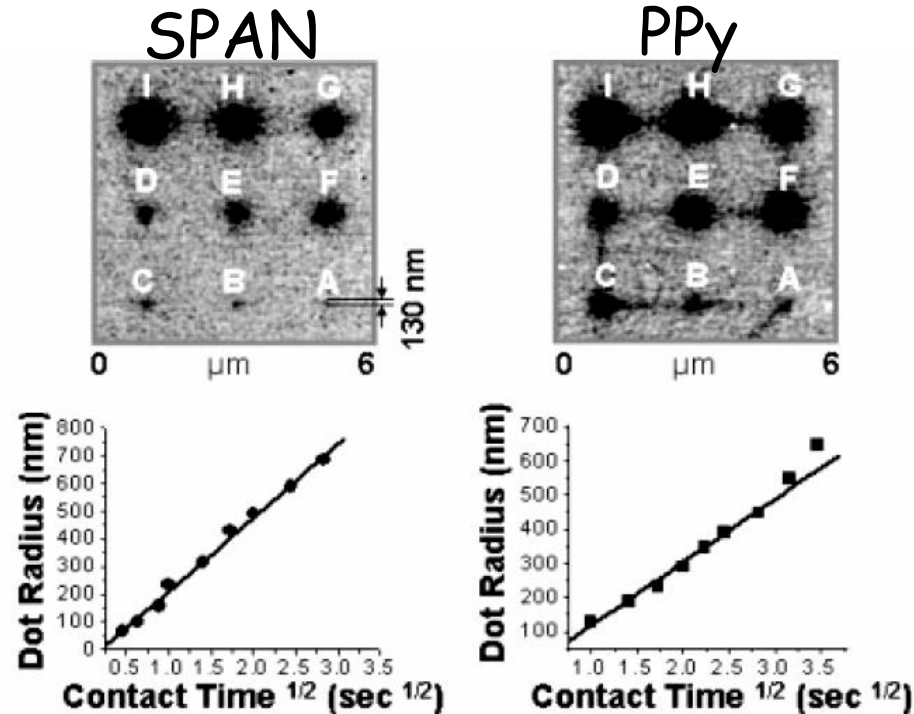 SPAN
PPy
I H G
D E F
C B A
130 nm
0 µm 6
I H G
D E F
C B A
0 µm 6
Dot Radius (nm)
800
700
600
500
400
300
200
100
0
0.5 1.0 1.5 2.0 2.5 3.0 3.5
Contact Time 1/2 (sec 1/2)
Dot Radius (nm)
700
600
500
400
300
200
100
1.0 1.5 2.0 2.5 3.0 3.5
Contact Time 1/2 (sec 1/2)